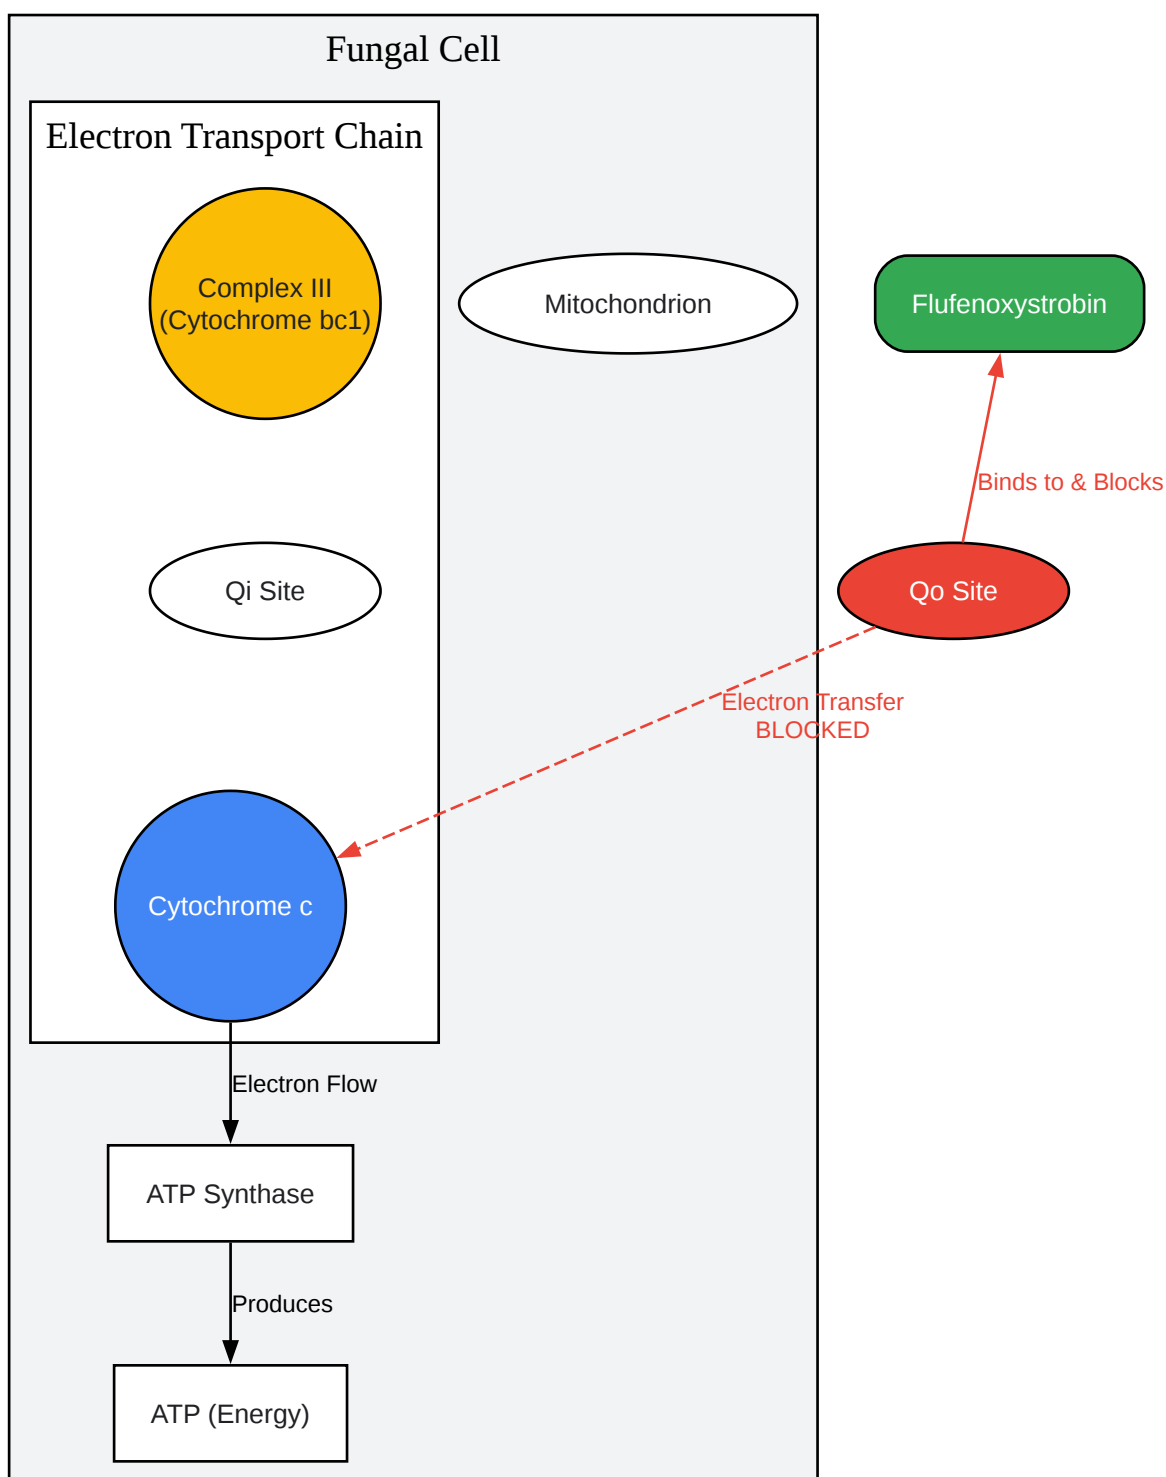 Fungal Cell
Electron Transport Chain
Complex III
(Cytochrome bc1)
Mitochondrion
Flufenoxystrobin
Binds to & Blocks
Qi Site
Qo Site
Electron Transfer
BLOCKED
Cytochrome c
Electron Flow
ATP Synthase
Produces
ATP (Energy)